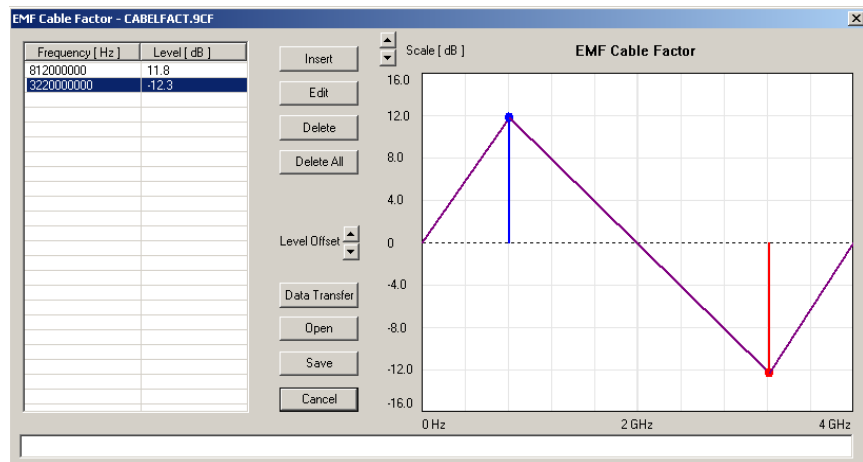 EMF Cable Factor - CABELFACT.9CF
Frequency [ Hz ] Level [ dB ]
812000000 11.8
3220000000 -12.3
Insert
Edit
Delete
Delete All
Level Offset
Data Transfer
Open
Save
Cancel
Scale [ dB ]
EMF Cable Factor
16.0
12.0
8.0
4.0
0
-4.0
-8.0
-12.0
-16.0
0 Hz 2 GHz 4 GHz